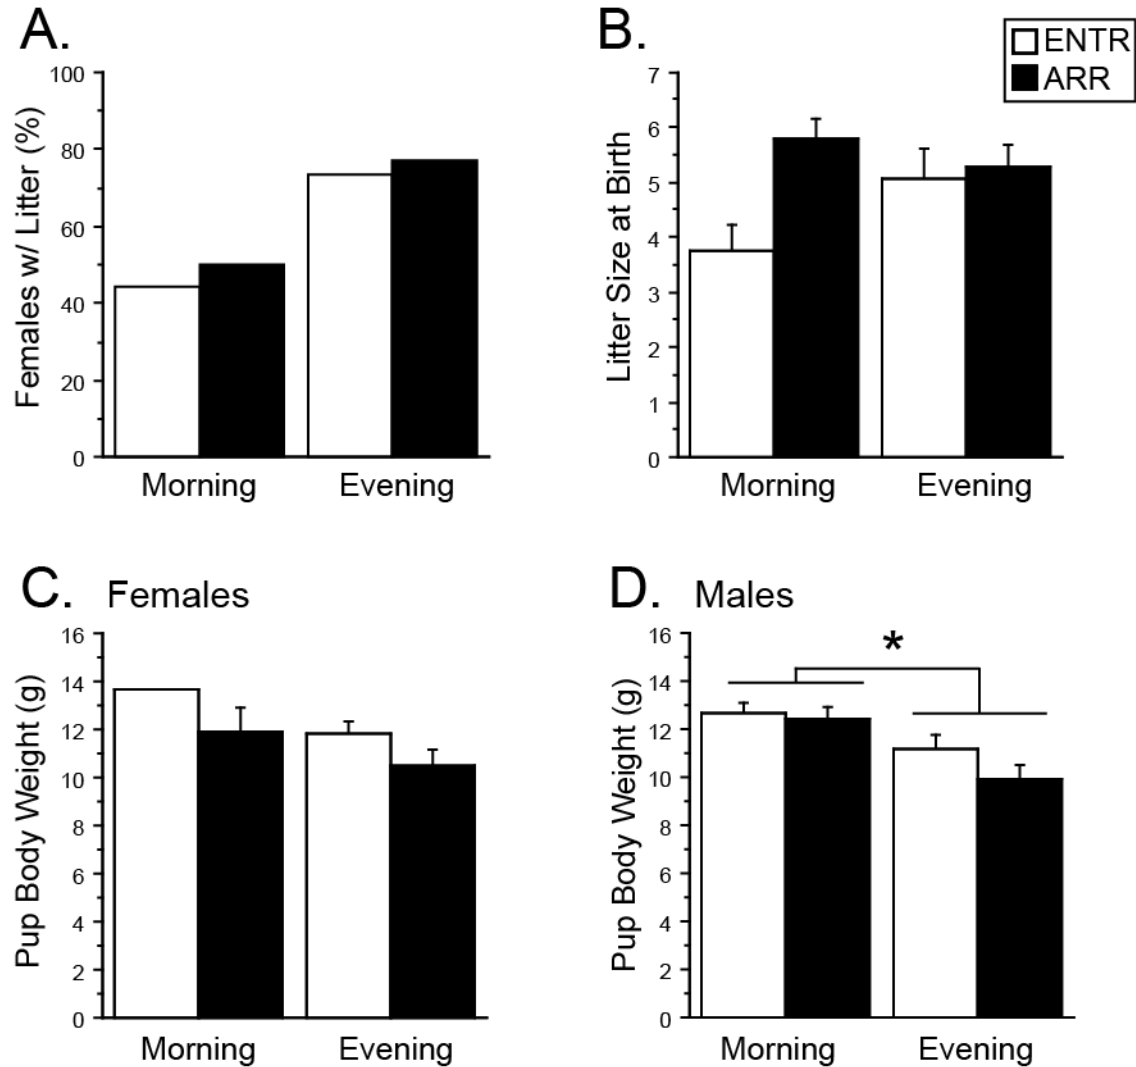 A.
Females w/ Litter (%)
100
80
60
40
20
0
Morning Evening
B.
ENTR
ARR
Litter Size at Birth
7
6
5
4
3
2
1
0
Morning Evening
C. Females
Pup Body Weight (g)
16
14
12
10
8
6
4
2
0
Morning Evening
D. Males
*
Pup Body Weight (g)
16
14
12
10
8
6
4
2
0
Morning Evening